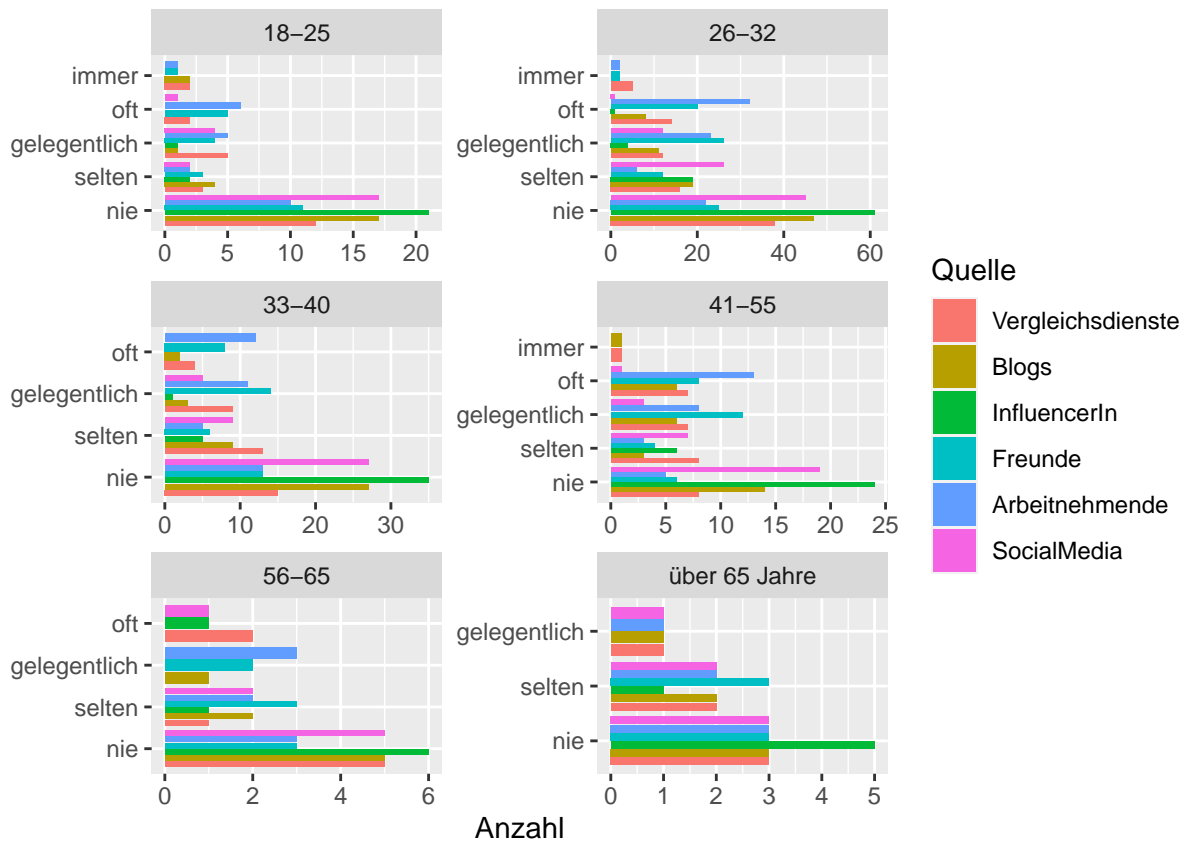 18–25
immer
oft
gelegentlich
selten
nie
0 5 10 15 20
26–32
immer
oft
gelegentlich
selten
nie
0 20 40 60
33–40
oft
gelegentlich
selten
nie
0 10 20 30
41–55
immer
oft
gelegentlich
selten
nie
0 5 10 15 20 25
56–65
oft
gelegentlich
selten
nie
0 2 4 6
über 65 Jahre
gelegentlich
selten
nie
0 1 2 3 4 5
Anzahl
Quelle
Vergleichsdienste
Blogs
InfluencerIn
Freunde
Arbeitnehmende
SocialMedia